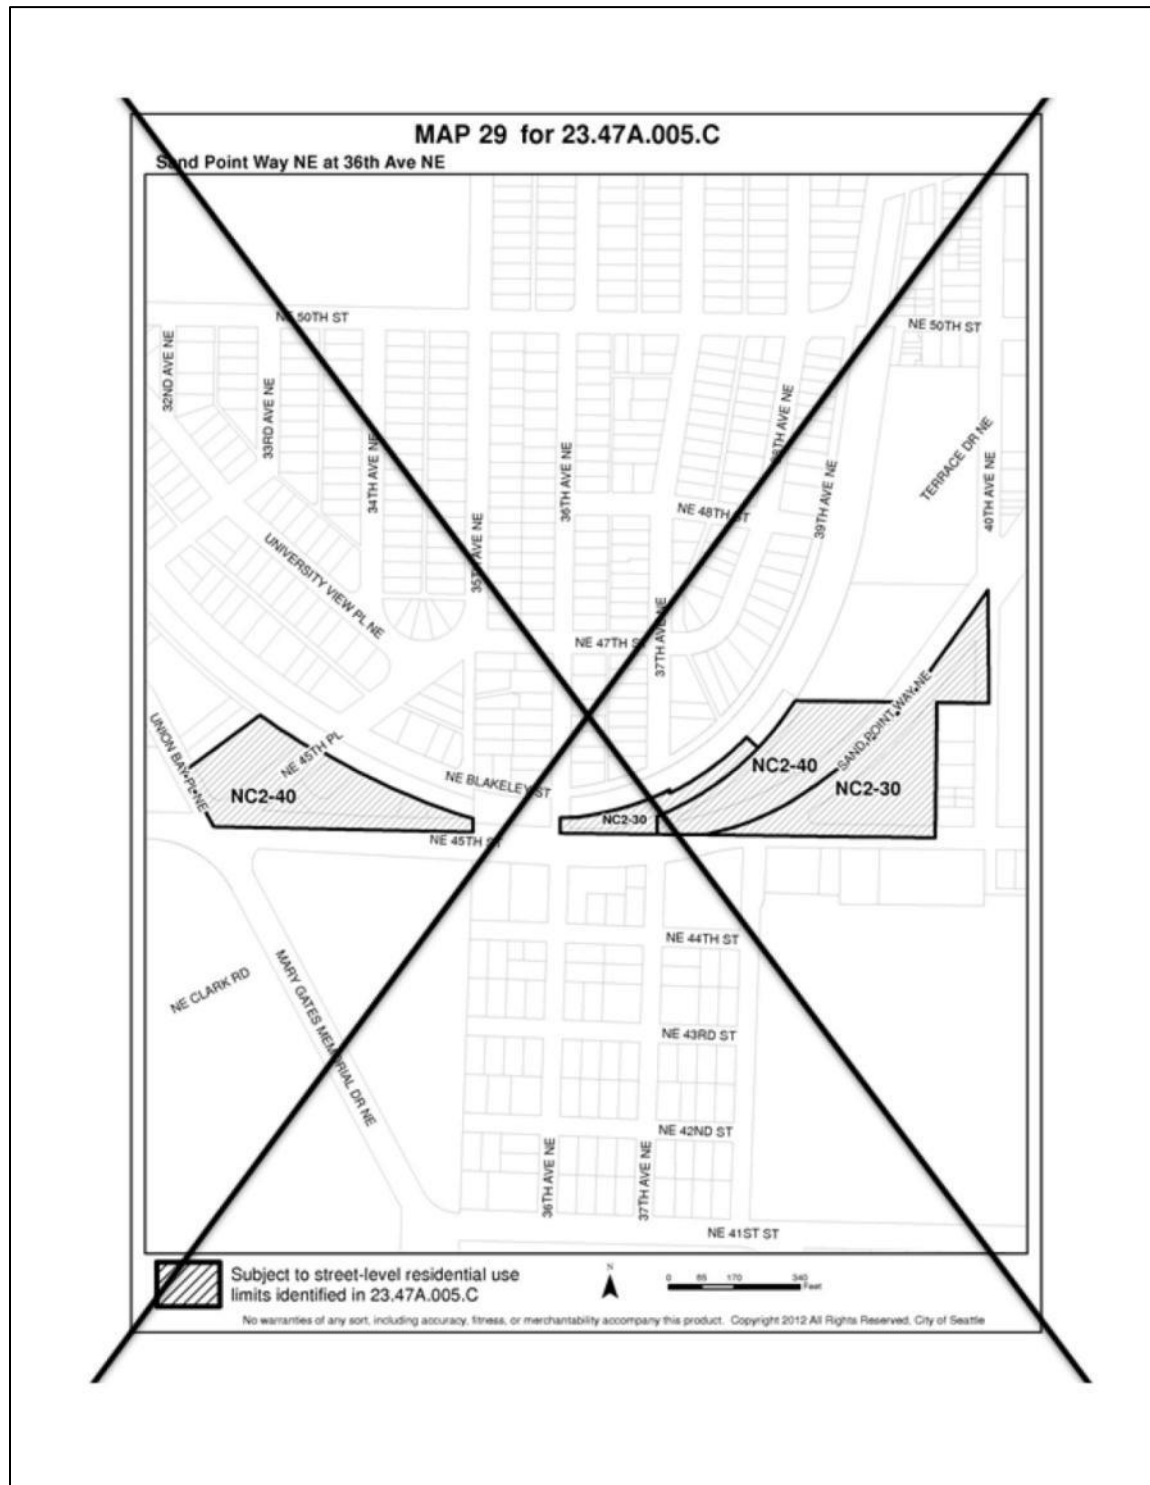 MAP 29 for 23.47A.005.C
Sand Point Way NE at 36th Ave NE
NE 50TH ST
NE 50TH ST
32ND AVE NE
33RD AVE NE
34TH AVE NE
35TH AVE NE
36TH AVE NE
37TH AVE NE
38TH AVE NE
39TH AVE NE
40TH AVE NE
TERRACE DR NE
NE 48TH ST
UNIVERSITY VIEW PL NE
NE 47TH ST
SAND POINT WAY NE
UNION BAY PL NE
NE 45TH PL
NE BLAKELEY ST
NC2-40
NC2-40
NC2-30
NC2-30
NE 45TH ST
NE 44TH ST
NE CLARK RD
MARY GATES MEMORIAL DR NE
NE 43RD ST
NE 42ND ST
36TH AVE NE
37TH AVE NE
NE 41ST ST
Subject to street-level residential use
limits identified in 23.47A.005.C
N
0 85 170 340
Feet
No warranties of any sort, including accuracy, fitness, or merchantability accompany this product. Copyright 2012 All Rights Reserved, City of Seattle